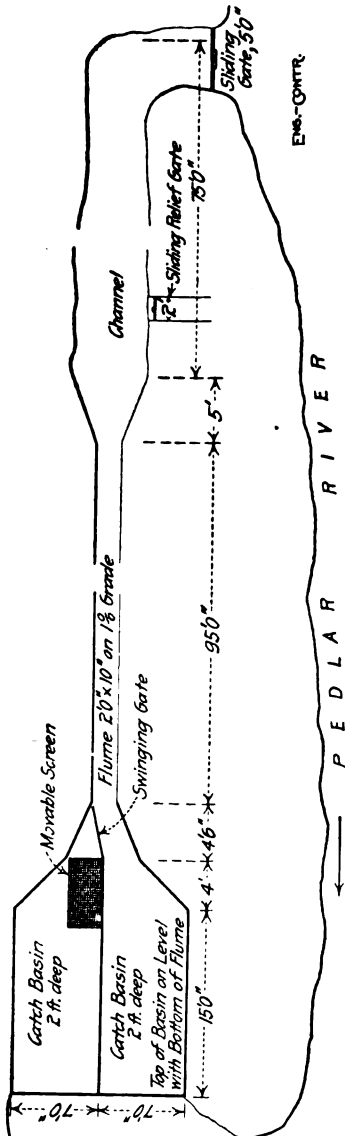 Movable Screen
Catch Basin
2 ft. deep
Flume 2'0"x10" on 1% Grade
Swinging Gate
Channel
Sliding Relief Gate
2'
Sliding
Gate, 5'0"
Catch Basin
2 ft. deep
Top of Basin on Level
with Bottom of Flume
7'0"
7'0"
15'0"
4'
4'6"
95'0"
5'
75'0"
ENG.-CONTR.
PEDLAR RIVER